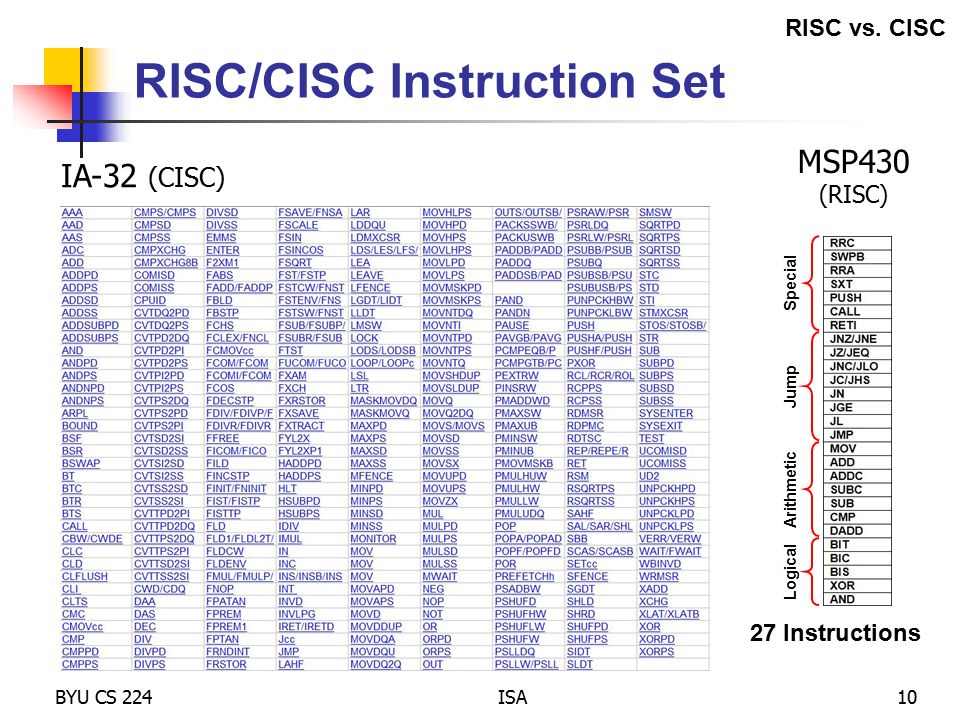 RISC vs. CISC
RISC/CISC Instruction Set
IA-32 (CISC)
MSP430
(RISC)
AAA CMPS/CMPS DIVSD FSAVE/FNSA LAR MOVHLPS OUTS/OUTSB/ PSRAW/PSR SMSW
AAD CMPSD DIVSS FSCALE LDDQU MOVHPD PACKSSWB/ PSRLDQ SQRTPD
AAS CMPSS EMMS FSIN LDMXCSR MOVHPS PACKUSWB PSRLW/PSRL SQRTPS
ADC CMPXCHG ENTER FSINCOS LDS/LES/LFS/ MOVLHPS PADDB/PADD PSUBB/PSUB SQRTSD
ADD CMPXCHG8B F2XM1 FSQRT LEA MOVLPD PADDQ PSUBQ SQRTSS
ADDPD COMISD FABS FST/FSTP LEAVE MOVLPS PADDSB/PAD PSUBSB/PSU STC
ADDPS COMISS FADD/FADDP FSTCW/FNST LFENCE MOVMSKPD PSUBUSB/PS STD
ADDSD CPUID FBLD FSTENV/FNS LGDT/LIDT MOVMSKPS PAND PUNPCKHBW STI
ADDSS CVTDQ2PD FBSTP FSTSW/FNST LLDT MOVNTDQ PANDN PUNPCKLBW STMXCSR
ADDSUBPD CVTDQ2PS FCHS FSUB/FSUBP/ LMSW MOVNTI PAUSE PUSH STOS/STOSB/
ADDSUBPS CVTPD2DQ FCLEX/FNCL FSUBR/FSUB LOCK MOVNTPD PAVGB/PAVG PUSHA/PUSH STR
AND CVTPD2PI FCMOVcc FTST LODS/LODSB MOVNTPS PCMPEQB/P PUSHF/PUSH SUB
ANDPD CVTPD2PS FCOM/FCOM FUCOM/FUCO LOOP/LOOPc MOVNTQ PCMPGTB/PC PXOR SUBPD
ANDPS CVTPI2PD FCOMI/FCOM FXAM LSL MOVSHDUP PEXTRW RCL/RCR/ROL SUBPS
ANDNPD CVTPI2PS FCOS FXCH LTR MOVSLDUP PINSRW RCPPS SUBSD
ANDNPS CVTPS2DQ FDECSTP FXRSTOR MASKMOVDQ MOVQ PMADDWD RCPSS SUBSS
ARPL CVTPS2PD FDIV/FDIVP/F FXSAVE MASKMOVQ MOVQ2DQ PMAXSW RDMSR SYSENTER
BOUND CVTPS2PI FDIVR/FDIVR FXTRACT MAXPD MOVS/MOVS PMAXUB RDPMC SYSEXIT
BSF CVTSD2SI FFREE FYL2X MAXPS MOVSD PMINSW RDTSC TEST
BSR CVTSD2SS FICOM/FICO FYL2XP1 MAXSD MOVSS PMINUB REP/REPE/R UCOMISD
BSWAP CVTSI2SD FILD HADDPD MAXSS MOVSX PMOVMSKB RET UCOMISS
BT CVTSI2SS FINCSTP HADDPS MFENCE MOVUPD PMULHUW RSM UD2
BTC CVTSS2SD FINIT/FNINIT HLT MINPD MOVUPS PMULHW RSQRTPS UNPCKHPD
BTR CVTSS2SI FIST/FISTP HSUBPD MINPS MOVZX PMULLW RSQRTSS UNPCKHPS
BTS CVTTPD2PI FISTTP HSUBPS MINSD MUL PMULUDQ SAHF UNPCKLPD
CALL CVTTPD2DQ FLD IDIV MINSS MULPD POP SAL/SAR/SHL UNPCKLPS
CBW/CWDE CVTTPS2DQ FLD1/FLDL2T/ IMUL MONITOR MULPS POPA/POPAD SBB VERR/VERW
CLC CVTTPS2PI FLDCW IN MOV MULSD POPF/POPFD SCAS/SCASB WAIT/FWAIT
CLD CVTTSD2SI FLDENV INC MOV MULSS POR SETcc WBINVD
CLFLUSH CVTTSS2SI FMUL/FMULP/ INS/INSB/INS MOV MWAIT PREFETCHh SFENCE WRMSR
CLI CWD/CDQ FNOP INT MOVAPD NEG PSADBW SGDT XADD
CLTS DAA FPATAN INVD MOVAPS NOP PSHUFD SHLD XCHG
CMC DAS FPREM INVLPG MOVD NOT PSHUFHW SHRD XLAT/XLATB
CMOVcc DEC FPREM1 IRET/IRETD MOVDDUP OR PSHUFLW SHUFPD XOR
CMP DIV FPTAN Jcc MOVDQA ORPD PSHUFW SHUFPS XORPD
CMPPD DIVPD FRNDINT JMP MOVDQU ORPS PSLLDQ SIDT XORPS
CMPPS DIVPS FRSTOR LAHF MOVDQ2Q OUT PSLLW/PSLL SLDT
Special
RRC
SWPB
RRA
SXT
PUSH
CALL
RETI
Jump
JNZ/JNE
JZ/JEQ
JNC/JLO
JC/JHS
JN
JGE
JL
JMP
Arithmetic
MOV
ADD
ADDC
SUBC
SUB
CMP
DADD
Logical
BIT
BIC
BIS
XOR
AND
27 Instructions
BYU CS 224
ISA
10